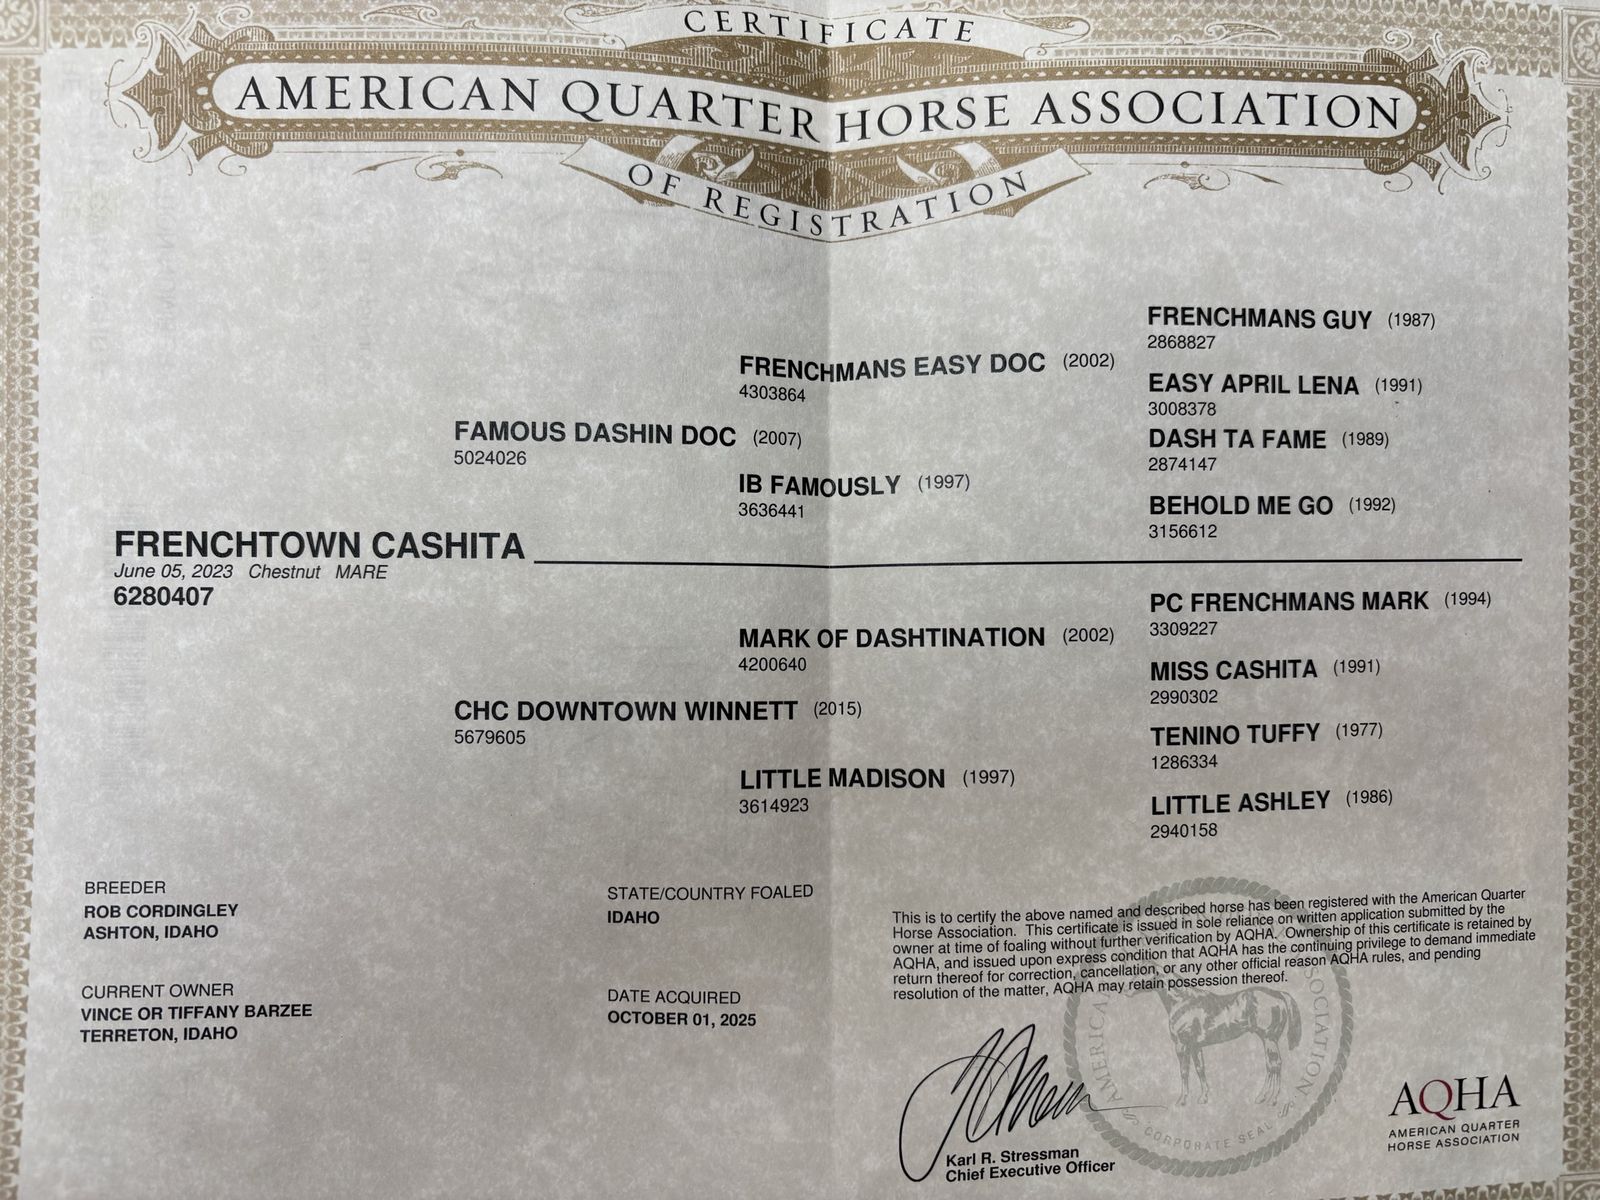 CERTIFICATE
AMERICAN QUARTER HORSE ASSOCIATION
OF REGISTRATION
FRENCHMANS GUY (1987)
2868827
FRENCHMANS EASY DOC (2002)
4303864
EASY APRIL LENA (1991)
3008378
FAMOUS DASHIN DOC (2007)
5024026
DASH TA FAME (1989)
2874147
IB FAMOUSLY (1997)
3636441
BEHOLD ME GO (1992)
3156612
FRENCHTOWN CASHITA
June 05, 2023 Chestnut MARE
6280407
PC FRENCHMANS MARK (1994)
3309227
MARK OF DASHTINATION (2002)
4200640
MISS CASHITA (1991)
2990302
CHC DOWNTOWN WINNETT (2015)
5679605
TENINO TUFFY (1977)
1286334
LITTLE MADISON (1997)
3614923
LITTLE ASHLEY (1986)
2940158
BREEDER
ROB CORDINGLEY
ASHTON, IDAHO
STATE/COUNTRY FOALED
IDAHO
CURRENT OWNER
VINCE OR TIFFANY BARZEE
TERRETON, IDAHO
DATE ACQUIRED
OCTOBER 01, 2025
This is to certify the above named and described horse has been registered with the American Quarter
Horse Association. This certificate is issued in sole reliance on written application submitted by the
owner at time of foaling without further verification by AQHA. Ownership of this certificate is retained by
AQHA, and issued upon express condition that AQHA has the continuing privilege to demand immediate
return thereof for correction, cancellation, or any other official reason AQHA rules, and pending
resolution of the matter, AQHA may retain possession thereof.
Karl R. Stressman
Chief Executive Officer
CORPORATE SEAL
AQHA
AMERICAN QUARTER
HORSE ASSOCIATION